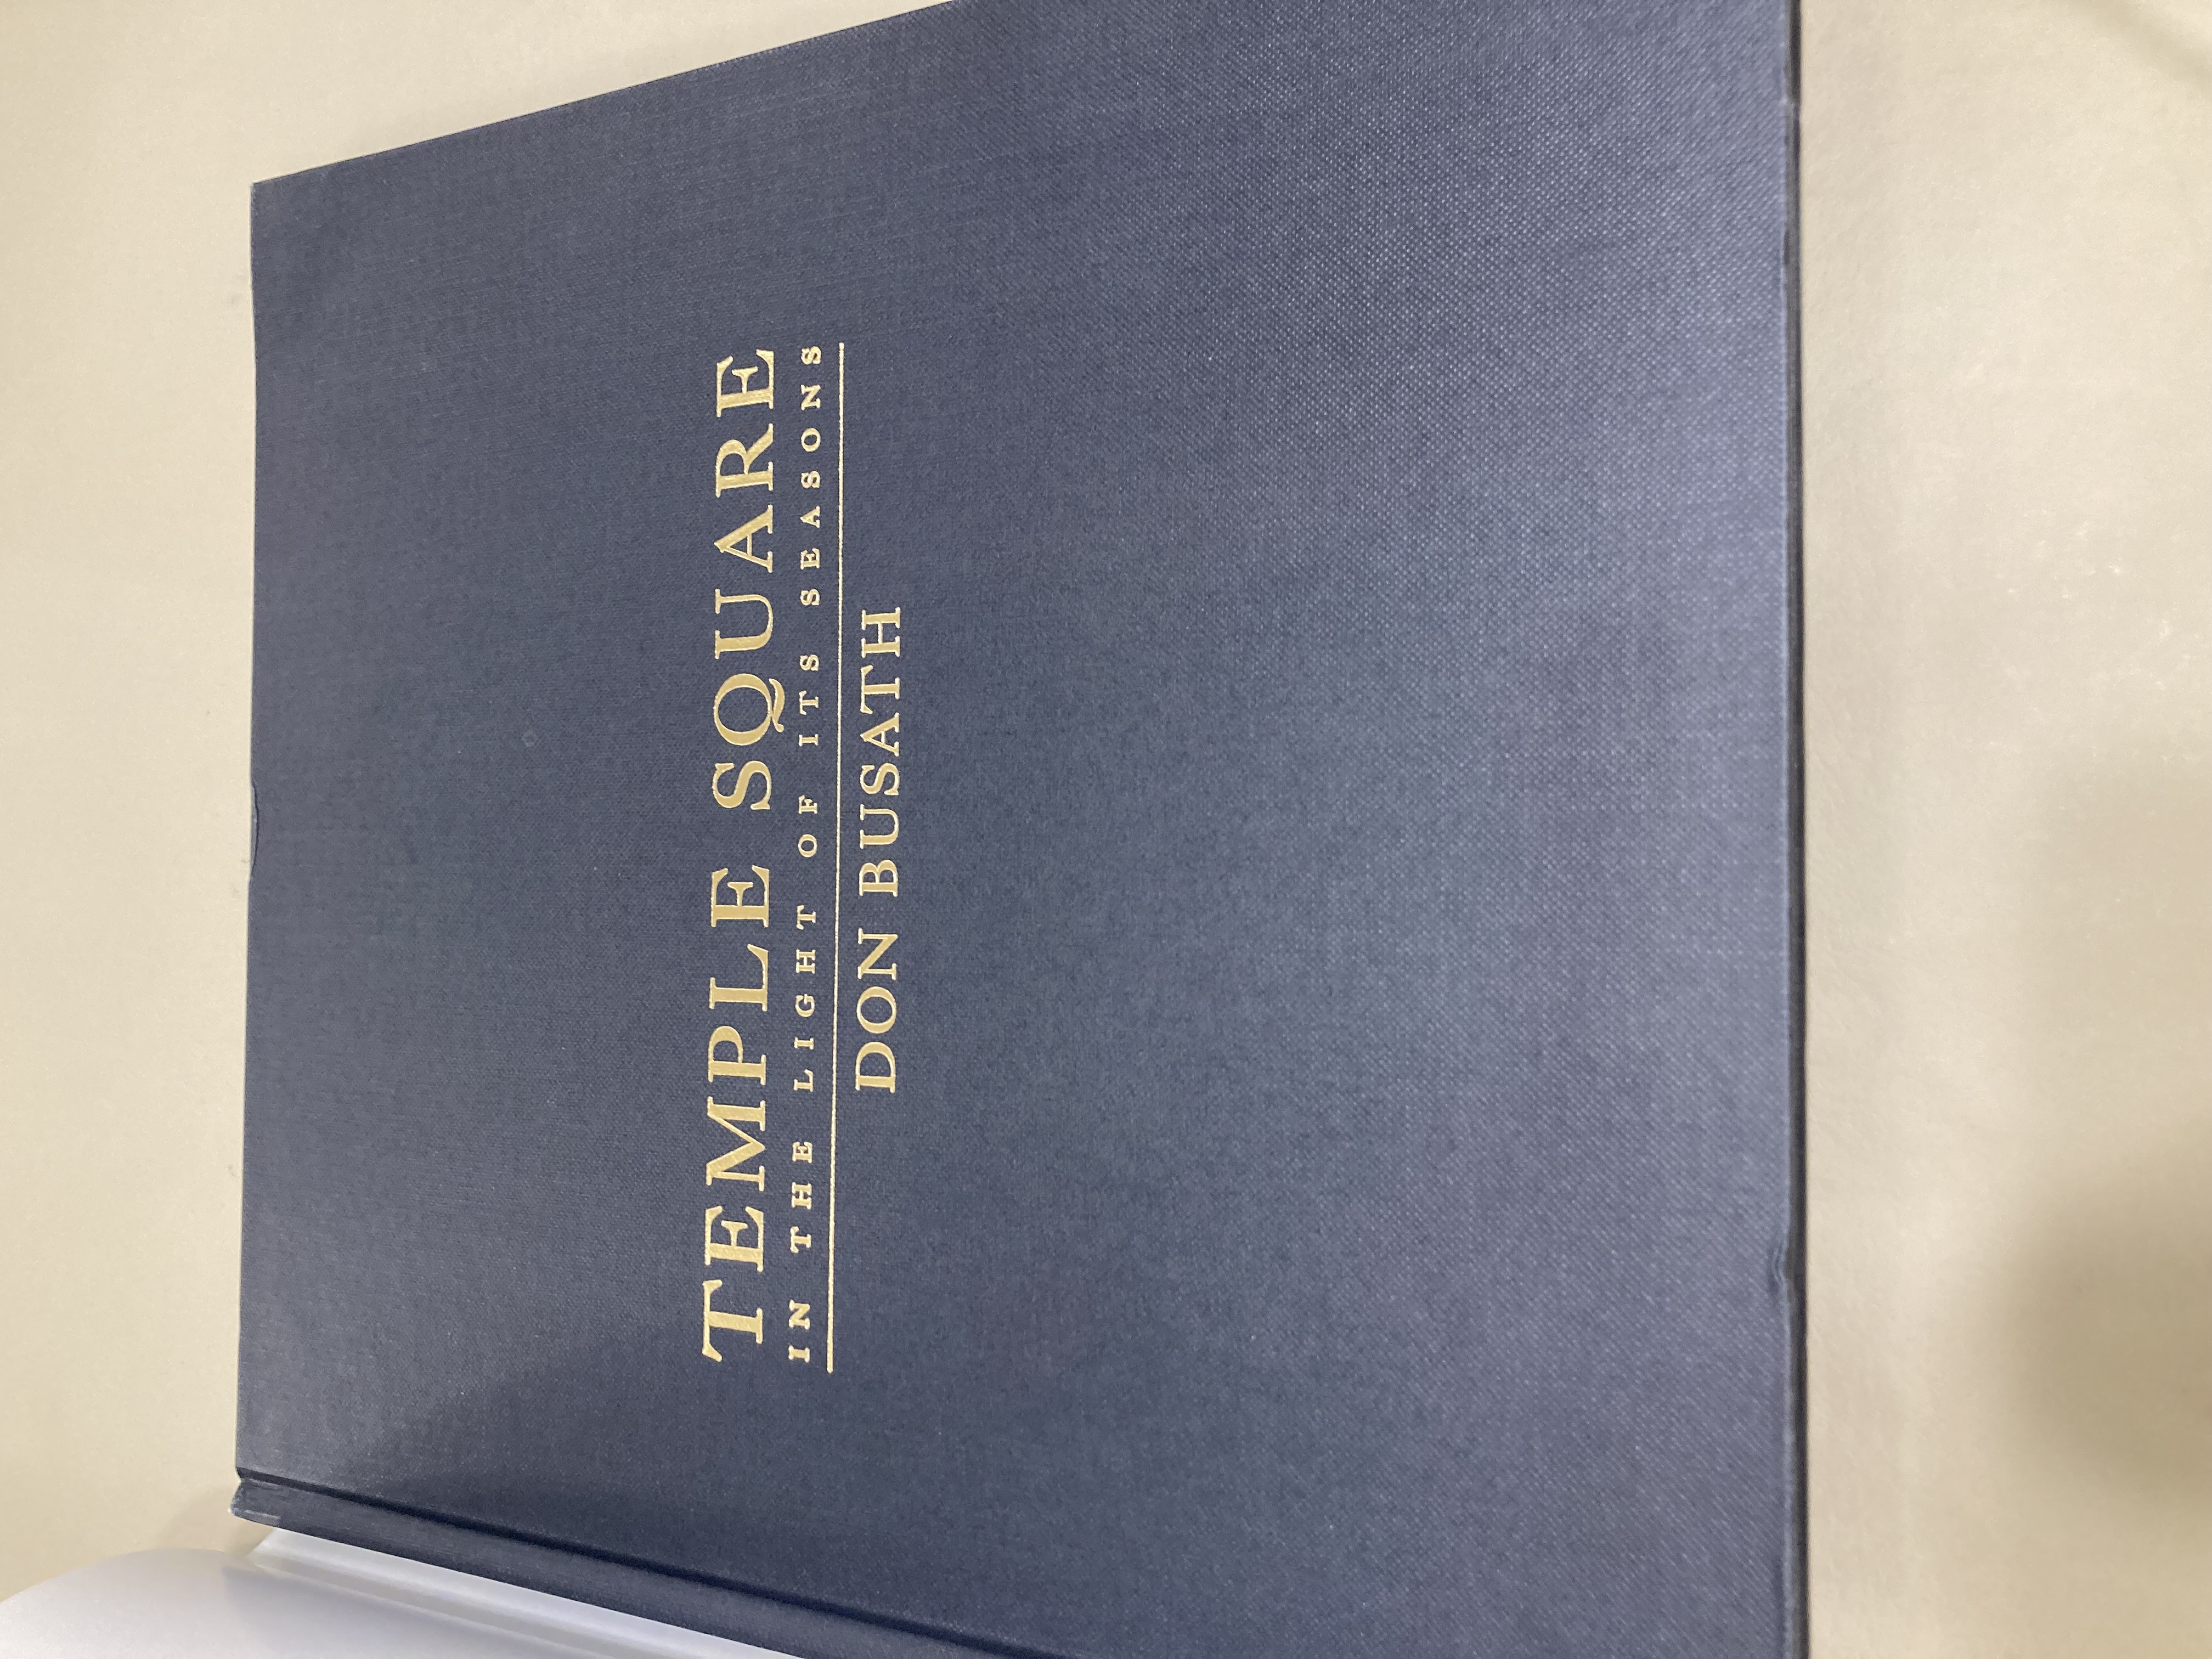 TEMPLE SQUARE
IN THE LIGHT OF ITS SEASONS
DON BUSATH